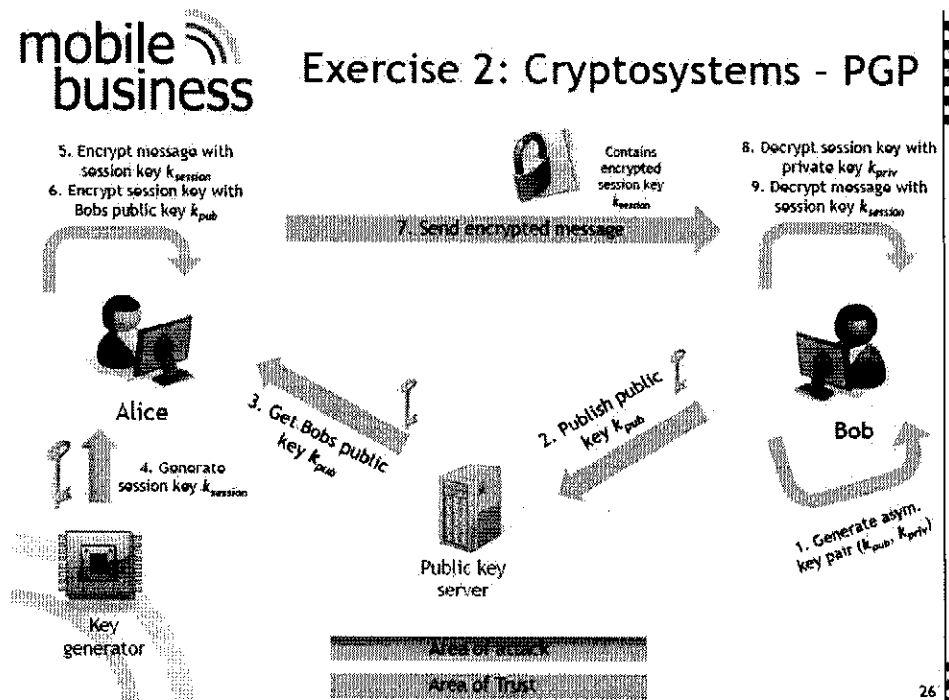 mobile
business
Exercise 2: Cryptosystems - PGP
5. Encrypt message with
session key k_session
6. Encrypt session key with
Bobs public key k_pub
Contains
encrypted
session key
k_session
7. Send encrypted message
8. Decrypt session key with
private key k_priv
9. Decrypt message with
session key k_session
Alice
3. Get Bobs public
key k_pub
2. Publish public
key k_pub
Bob
4. Generate
session key k_session
1. Generate asym.
key pair (k_pub, k_priv)
Public key
server
Key
generator
Area of attack
Area of Trust
26